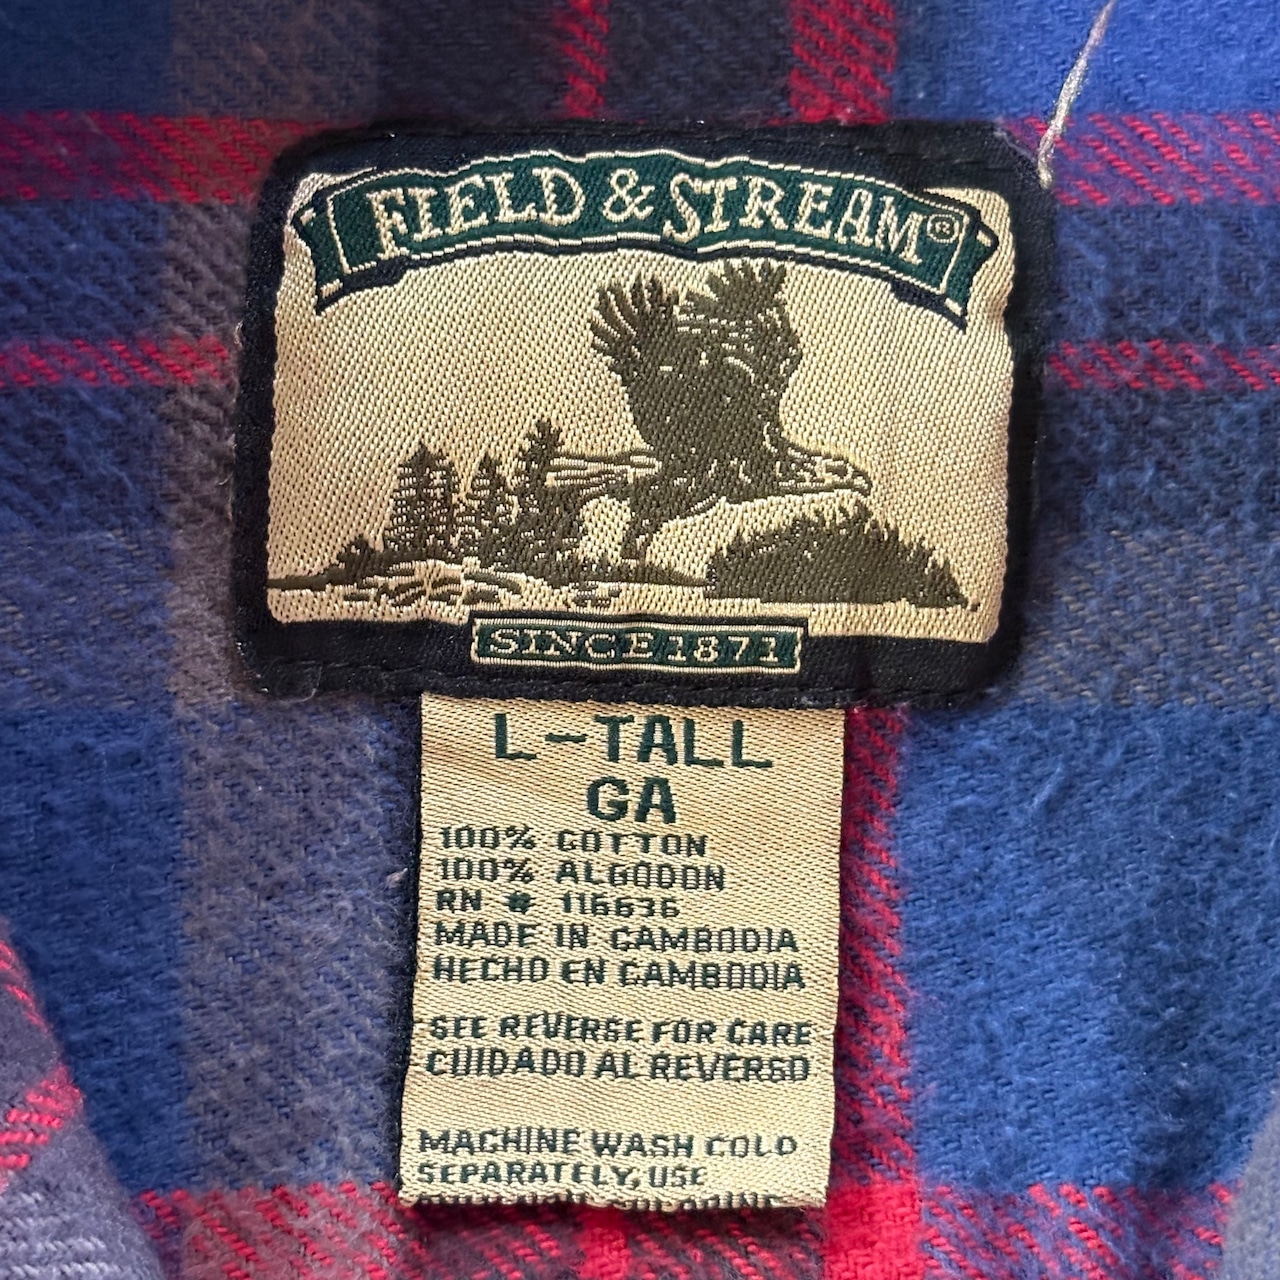 FIELD & STREAM®
SINCE 1871
L-TALL
GA
100% COTTON
100% ALGODON
RN # 116636
MADE IN CAMBODIA
HECHO EN CAMBODIA
SEE REVERSE FOR CARE
CUIDADO AL REVERSO
MACHINE WASH COLD
SEPARATELY, USE